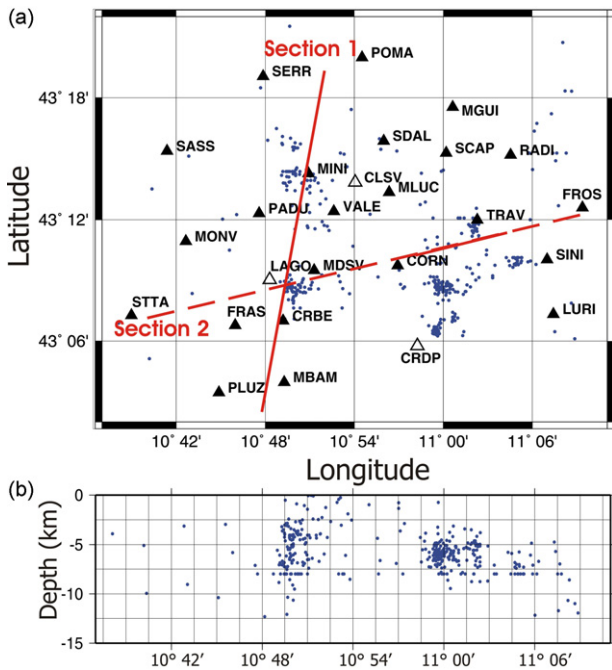 (a)
Section 1
POMA
SERR
43° 18'
MGUI
SASS
SDAL
SCAP
RADI
MINI
CLSV
MLUC
FROS
43° 12'
PADU
VALE
TRAV
MONV
LAGO
MDSV
CORN
SINI
STTA
Section 2
FRAS
CRBE
LURI
43° 06'
CRDP
PLUZ
MBAM
Latitude
10° 42'
10° 48'
10° 54'
11° 00'
11° 06'
Longitude
(b)
0
-5
-10
-15
Depth (km)
10° 42'
10° 48'
10° 54'
11° 00'
11° 06'